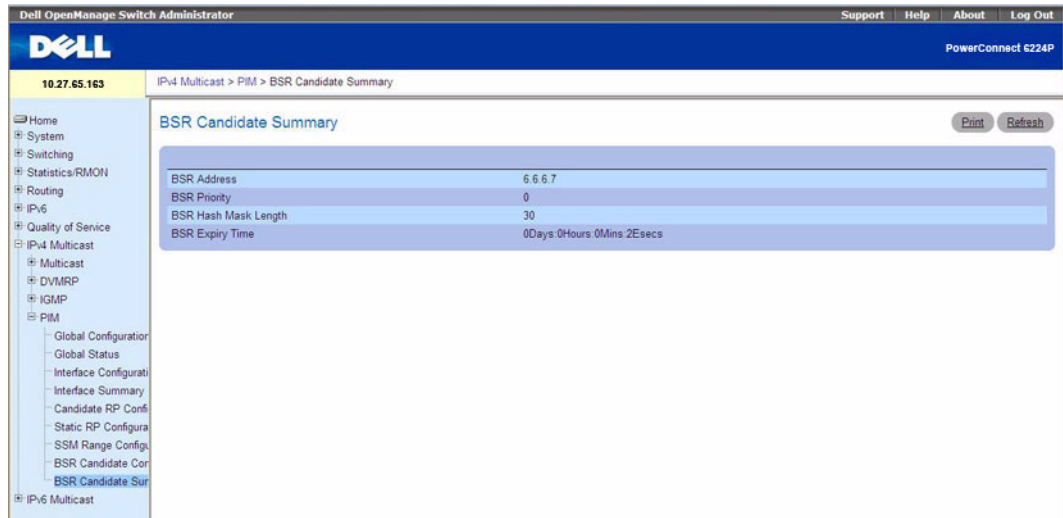 Dell OpenManage Switch Administrator
Support Help About Log Out
DELL
PowerConnect 6224P
10.27.65.163
IPv4 Multicast > PIM > BSR Candidate Summary
Home
System
Switching
Statistics/RMON
Routing
IPv6
Quality of Service
IPv4 Multicast
Multicast
DVMRP
IGMP
PIM
Global Configuration
Global Status
Interface Configurati
Interface Summary
Candidate RP Confi
Static RP Configura
SSM Range Configu
BSR Candidate Cor
BSR Candidate Sur
IPv6 Multicast
BSR Candidate Summary
Print Refresh
BSR Address 6.6.6.7
BSR Priority 0
BSR Hash Mask Length 30
BSR Expiry Time 0Days:0Hours:0Mins:2Esecs